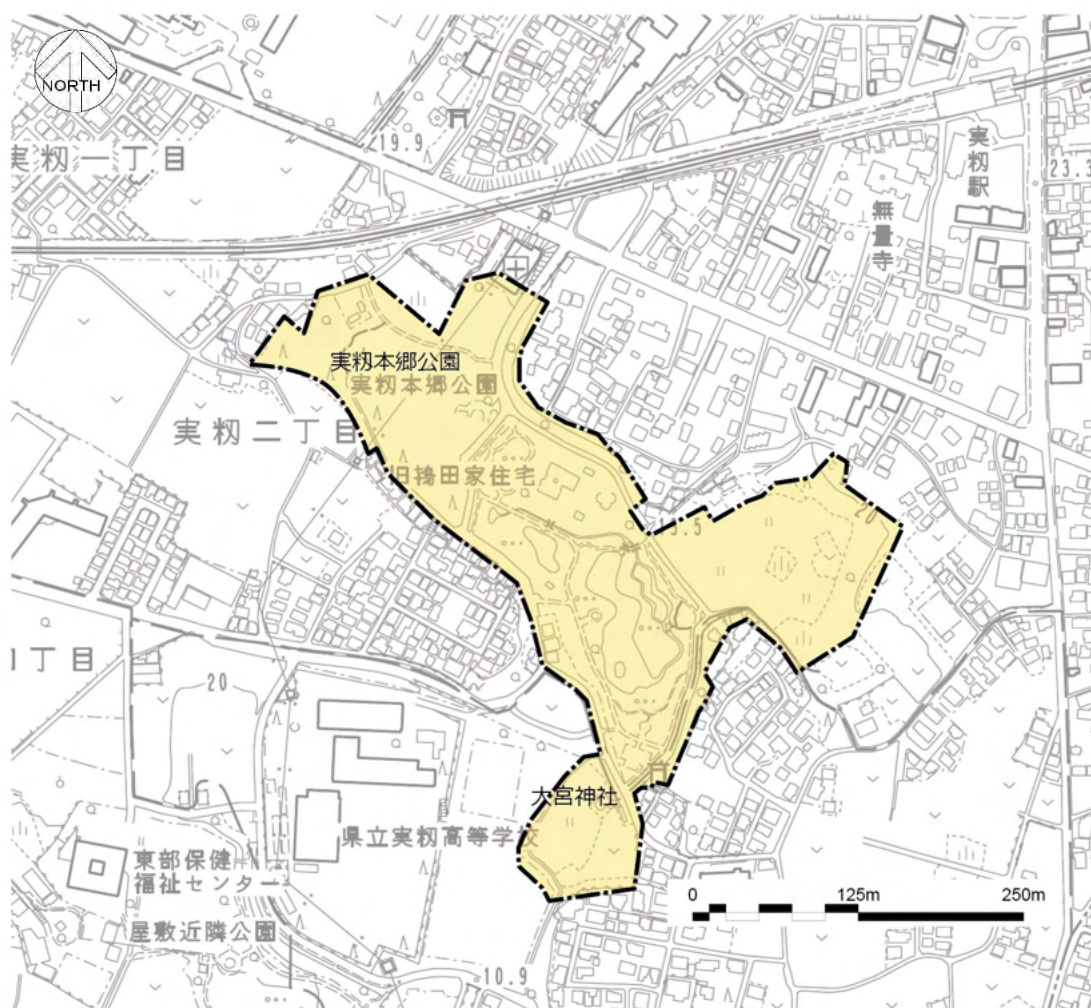 NORTH
実籾一丁目
19.9
実籾駅
23.3
無量寺
実籾本郷公園
実籾本郷公園
実籾二丁目
旧鴇田家住宅
13.5
20
丁目
20
大宮神社
県立実籾高等学校
東部保健
福祉センター
屋敷近隣公園
10.9
0 125m 250m